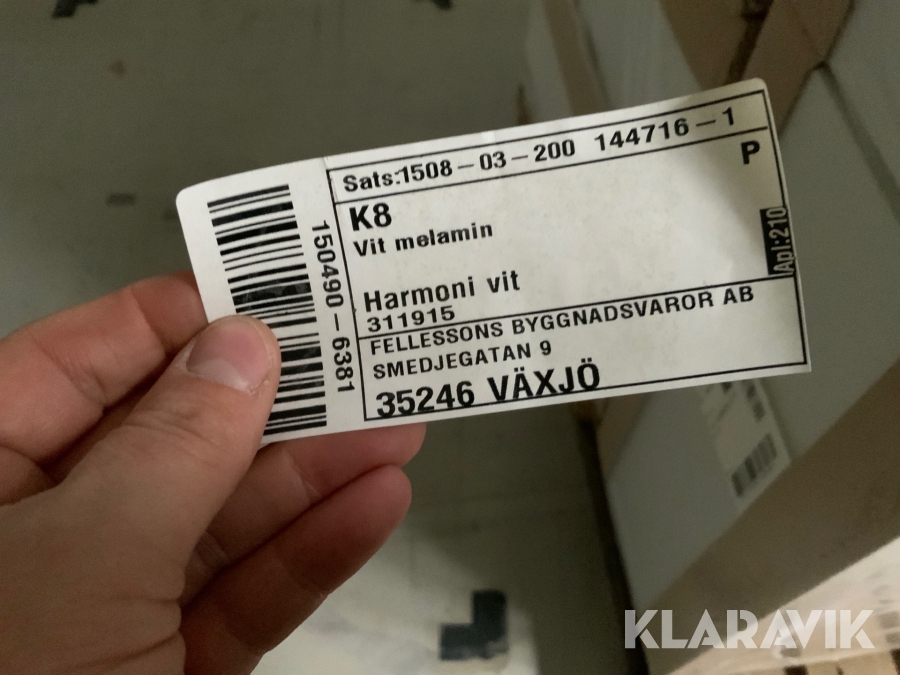 Sats:1508-03-200 144716-1
P
K8
Vit melamin
Apl:210
Harmoni vit
311915
FELLESSONS BYGGNADSVAROR AB
SMEDJEGATAN 9
35246 VÄXJÖ
150490-6381
KLARAVIK